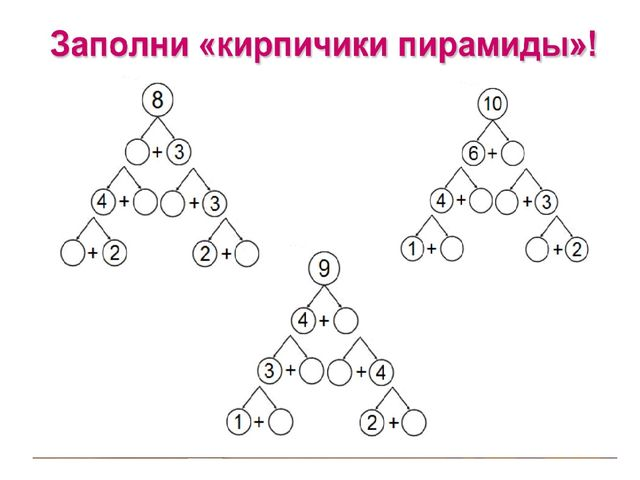 Заполни «кирпичики пирамиды»!
8
+ 3
4 + + 3
+ 2 2 +
10
6 +
4 + + 3
1 + + 2
9
4 +
3 + + 4
1 + 2 +